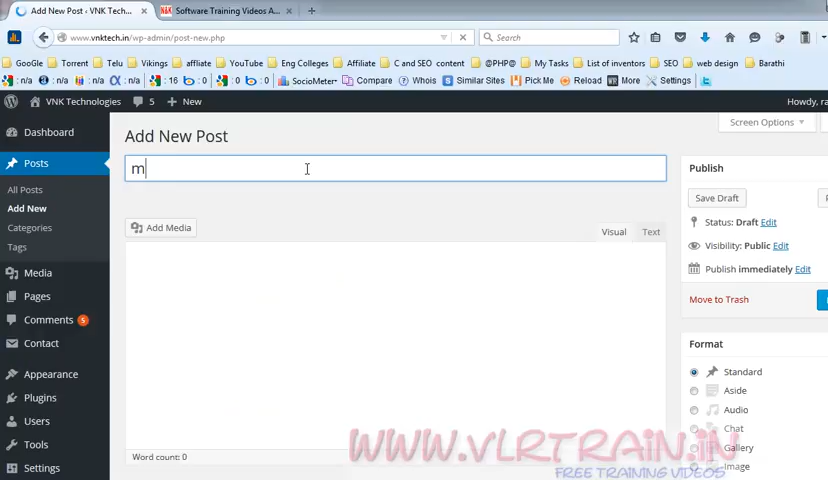 Add New Post ‹ VNK Tech...
Software Training Videos A...
www.vnktech.in/wp-admin/post-new.php
Search
GooGle Torrent Telu Vikings affliate YouTube Eng Colleges Affiliate C and SEO content @PHP@ My Tasks List of inventors SEO web design Barathi
: n/a : n/a : n/a : n/a : 16 : 0 : 0 : 0 SocioMeter Compare Whois Similar Sites Pick Me Reload More Settings
VNK Technologies 5 + New Howdy, ra
Dashboard
Posts
All Posts
Add New
Categories
Tags
Media
Pages
Comments 5
Contact
Appearance
Plugins
Users
Tools
Settings
Screen Options
Add New Post
m
Add Media
Visual Text
Word count: 0
Publish
Save Draft
Status: Draft Edit
Visibility: Public Edit
Publish immediately Edit
Move to Trash
Format
Standard
Aside
Audio
Chat
Gallery
Image
WWW.VLRTRAIN.IN
FREE TRAINING VIDEOS